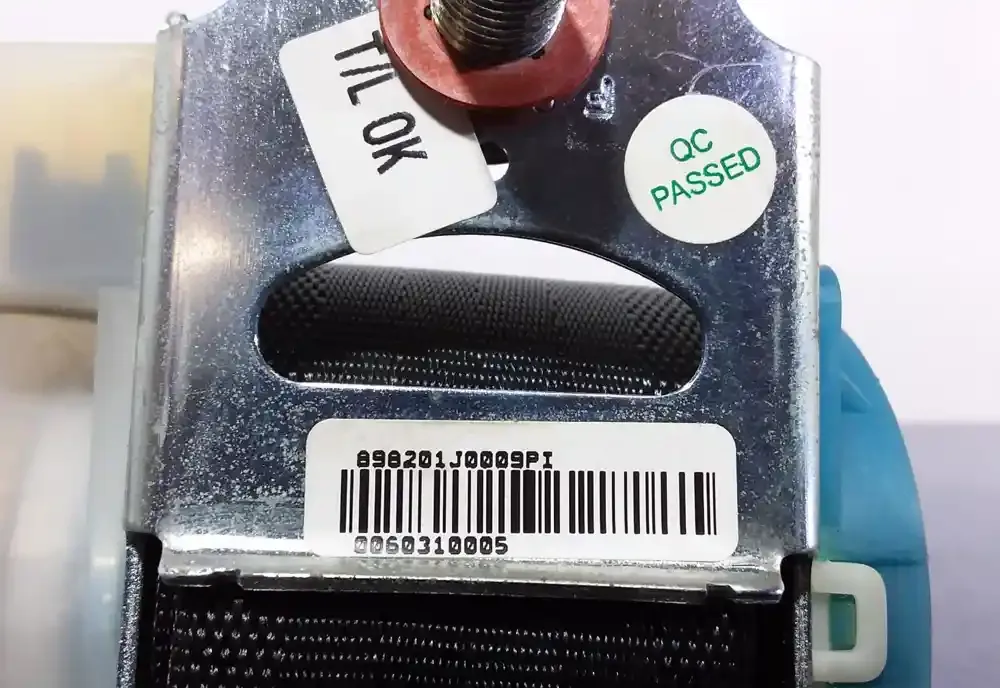 T/L OK
QC
PASSED
898201J0009PI
0060310005